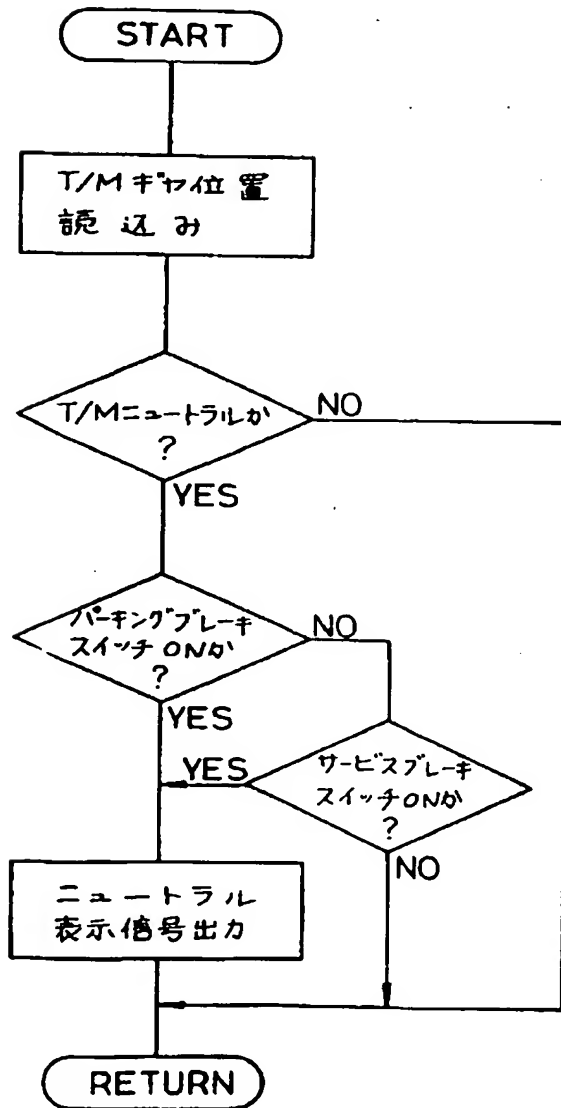 START
T/Mギヤ位置
読込み
T/Mニュートラルか
?
NO
YES
パーキングブレーキ
スイッチONか
?
NO
YES
サービスブレーキ
スイッチONか
?
YES
NO
ニュートラル
表示信号出力
RETURN